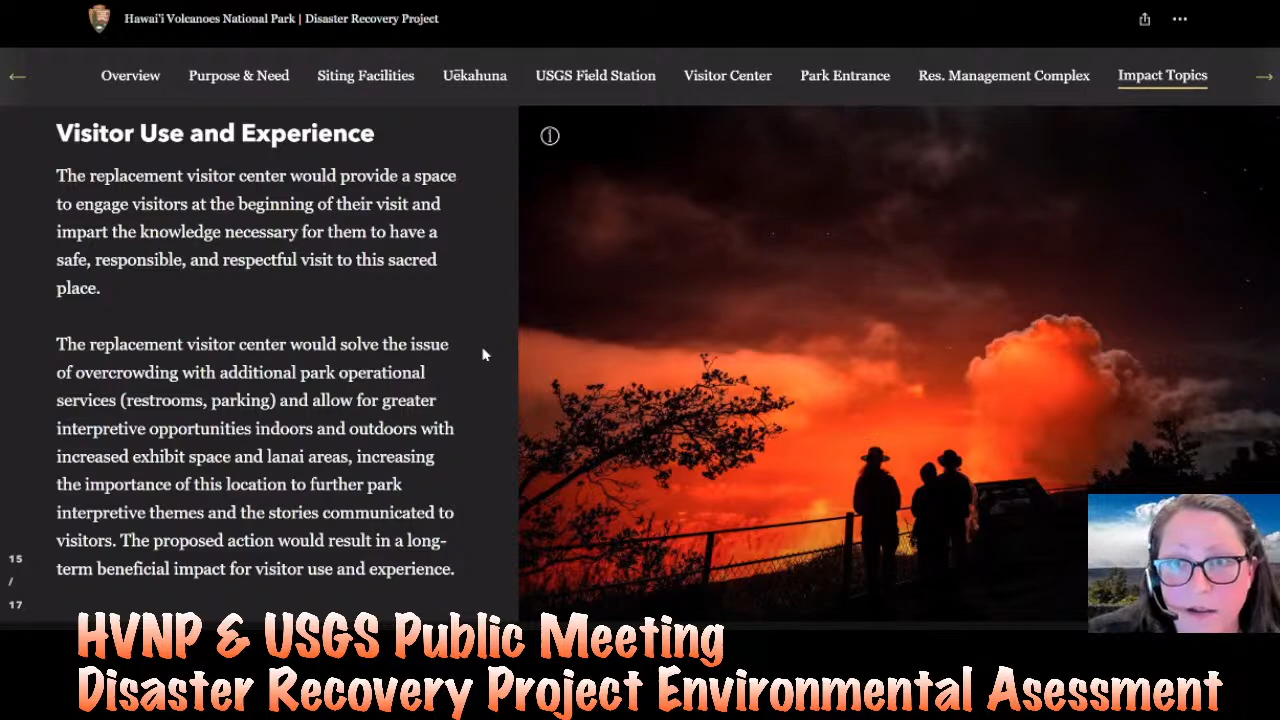 Hawai'i Volcanoes National Park | Disaster Recovery Project
Overview Purpose & Need Siting Facilities Uēkahuna USGS Field Station Visitor Center Park Entrance Res. Management Complex Impact Topics
Visitor Use and Experience
The replacement visitor center would provide a space
to engage visitors at the beginning of their visit and
impart the knowledge necessary for them to have a
safe, responsible, and respectful visit to this sacred
place.
The replacement visitor center would solve the issue
of overcrowding with additional park operational
services (restrooms, parking) and allow for greater
interpretive opportunities indoors and outdoors with
increased exhibit space and lanai areas, increasing
the importance of this location to further park
interpretive themes and the stories communicated to
visitors. The proposed action would result in a long-
term beneficial impact for visitor use and experience.
15
/
17
HVNP & USGS Public Meeting
Disaster Recovery Project Environmental Asessment